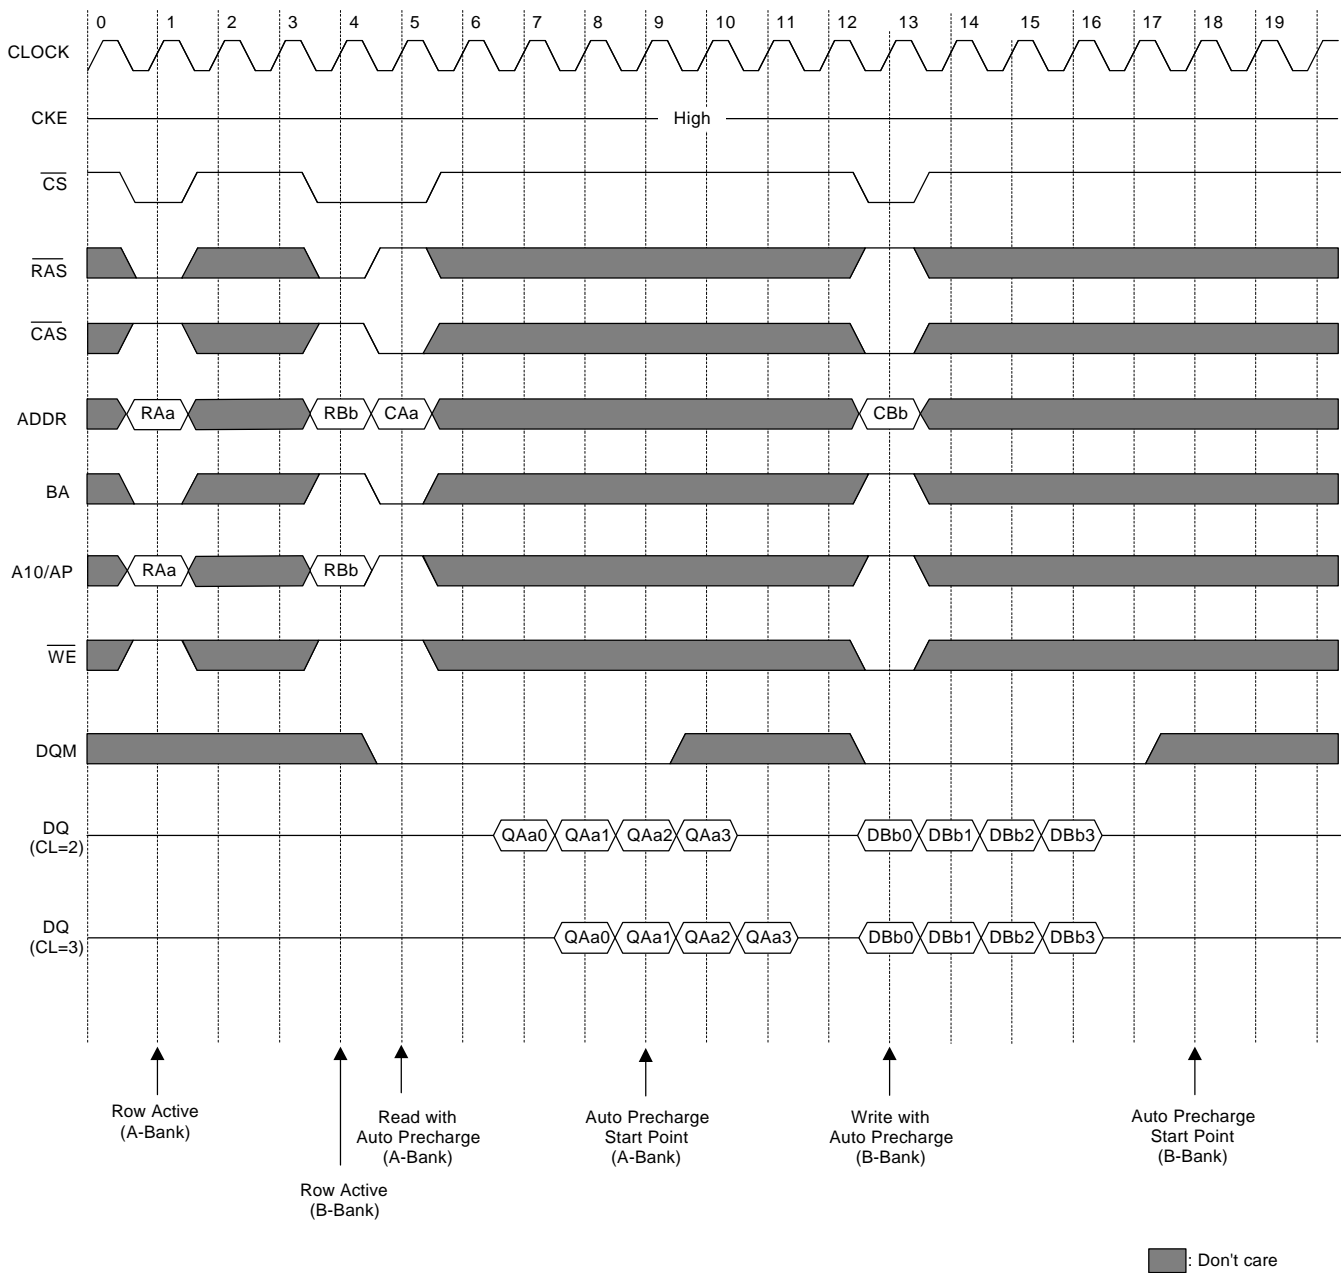 0 1 2 3 4 5 6 7 8 9 10 11 12 13 14 15 16 17 18 19
CLOCK
CKE High
CS
RAS
CAS
ADDR RAa RBb CAa CBb
BA
A10/AP RAa RBb
WE
DQM
DQ
(CL=2)
QAa0 QAa1 QAa2 QAa3 DBb0 DBb1 DBb2 DBb3
DQ
(CL=3)
QAa0 QAa1 QAa2 QAa3 DBb0 DBb1 DBb2 DBb3
Row Active
(A-Bank)
Row Active
(B-Bank)
Read with
Auto Precharge
(A-Bank)
Auto Precharge
Start Point
(A-Bank)
Write with
Auto Precharge
(B-Bank)
Auto Precharge
Start Point
(B-Bank)
: Don't care